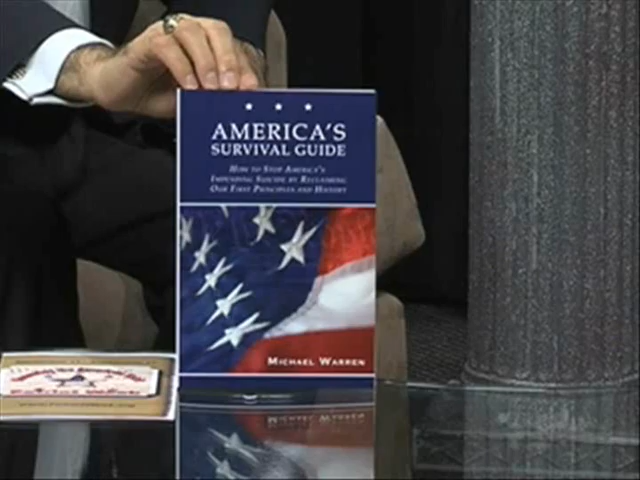 AMERICA'S
SURVIVAL GUIDE
HOW TO STOP AMERICA'S
IMPENDING SUICIDE BY RECLAIMING
OUR FIRST PRINCIPLES AND HISTORY
MICHAEL WARREN